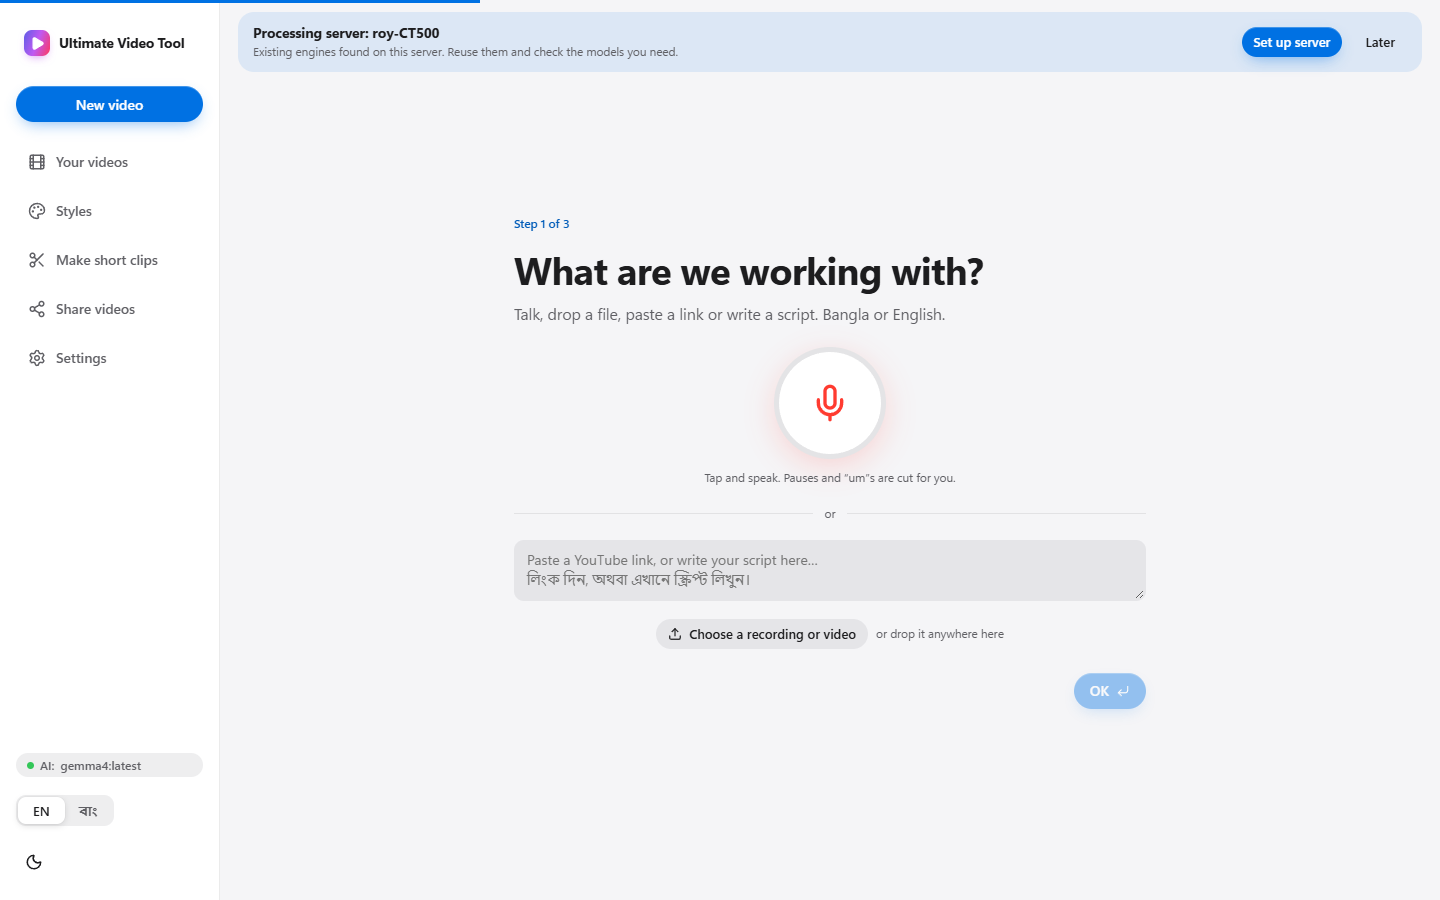 Ultimate Video Tool
New video
Your videos
Styles
Make short clips
Share videos
Settings
AI: gemma4:latest
EN
বাং
Processing server: roy-CT500
Existing engines found on this server. Reuse them and check the models you need.
Set up server
Later
Step 1 of 3
What are we working with?
Talk, drop a file, paste a link or write a script. Bangla or English.
Tap and speak. Pauses and “um”s are cut for you.
or
Paste a YouTube link, or write your script here...
লিংক দিন, অথবা এখানে স্ক্রিপ্ট লিখুন।
Choose a recording or video
or drop it anywhere here
OK